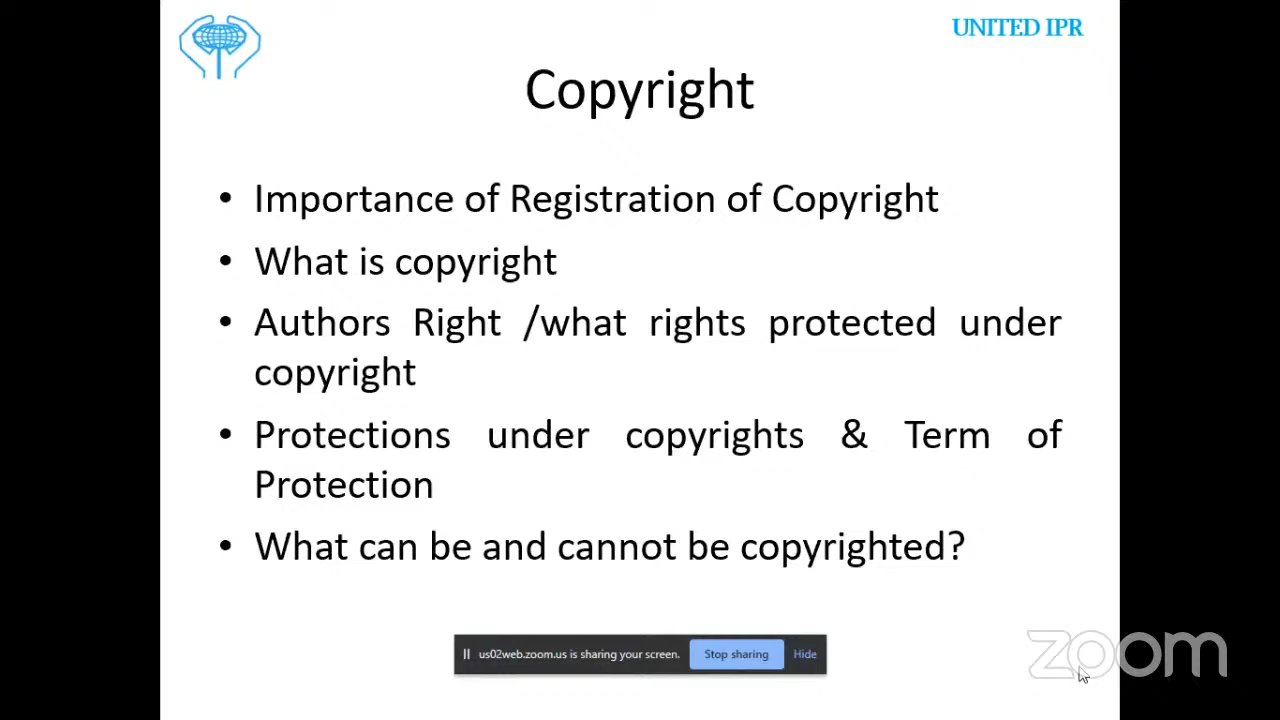 UNITED IPR
Copyright
• Importance of Registration of Copyright
• What is copyright
• Authors Right /what rights protected under
copyright
• Protections under copyrights & Term of
Protection
• What can be and cannot be copyrighted?
us02web.zoom.us is sharing your screen. Stop sharing Hide
zoom